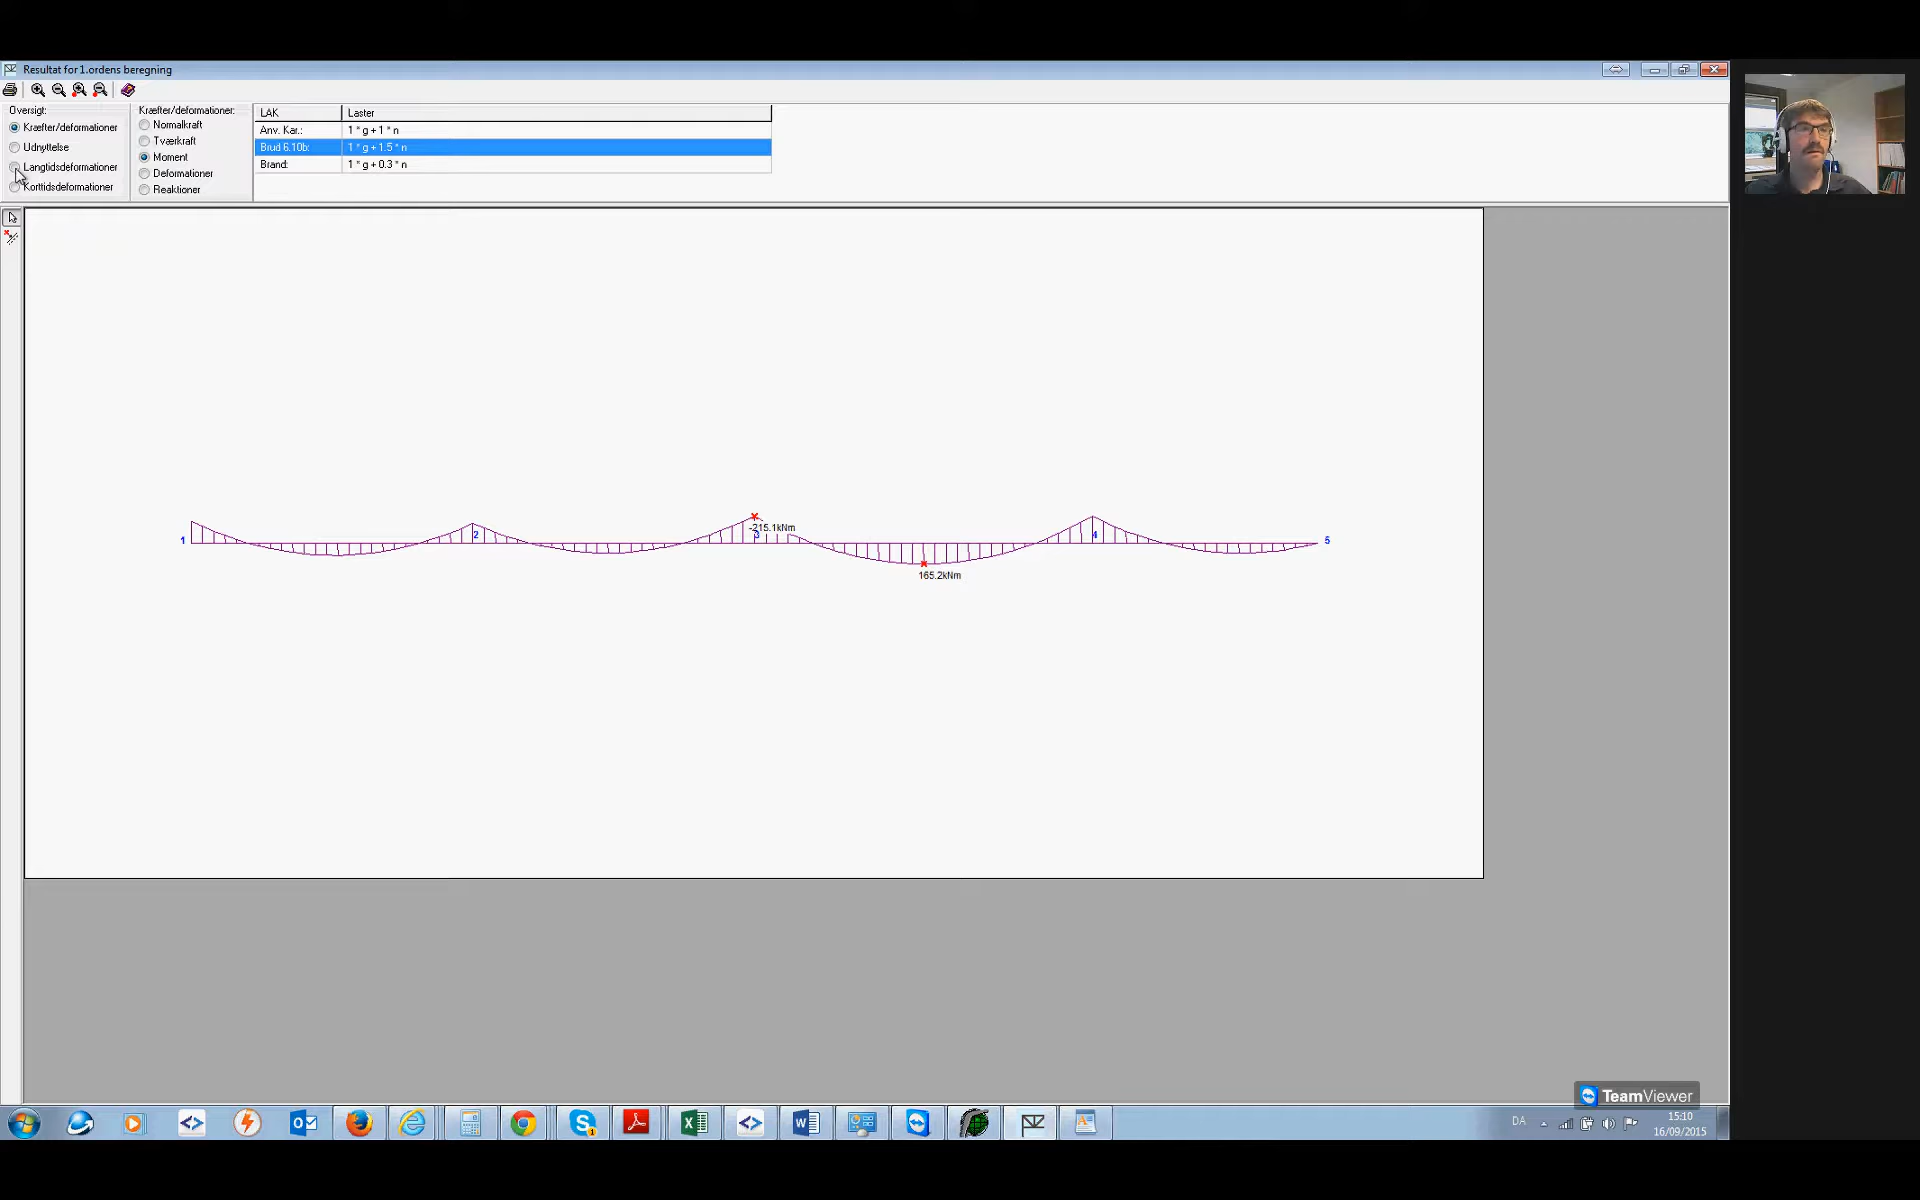 Resultat for 1.ordens beregning
Oversigt:
Kræfter/deformationer
Udnyttelse
Langtidsdeformationer
Korttidsdeformationer
Kræfter/deformationer:
Normalkraft
Tværkraft
Moment
Deformationer
Reaktioner
LAK Laster
Anv. Kar.: 1 * g + 1 * n
Brud 6.10b: 1 * g + 1.5 * n
Brand: 1 * g + 0.3 * n
-215.1kNm
1 2 3 4 5
165.2kNm
TeamViewer
DA
15:10
16/09/2015